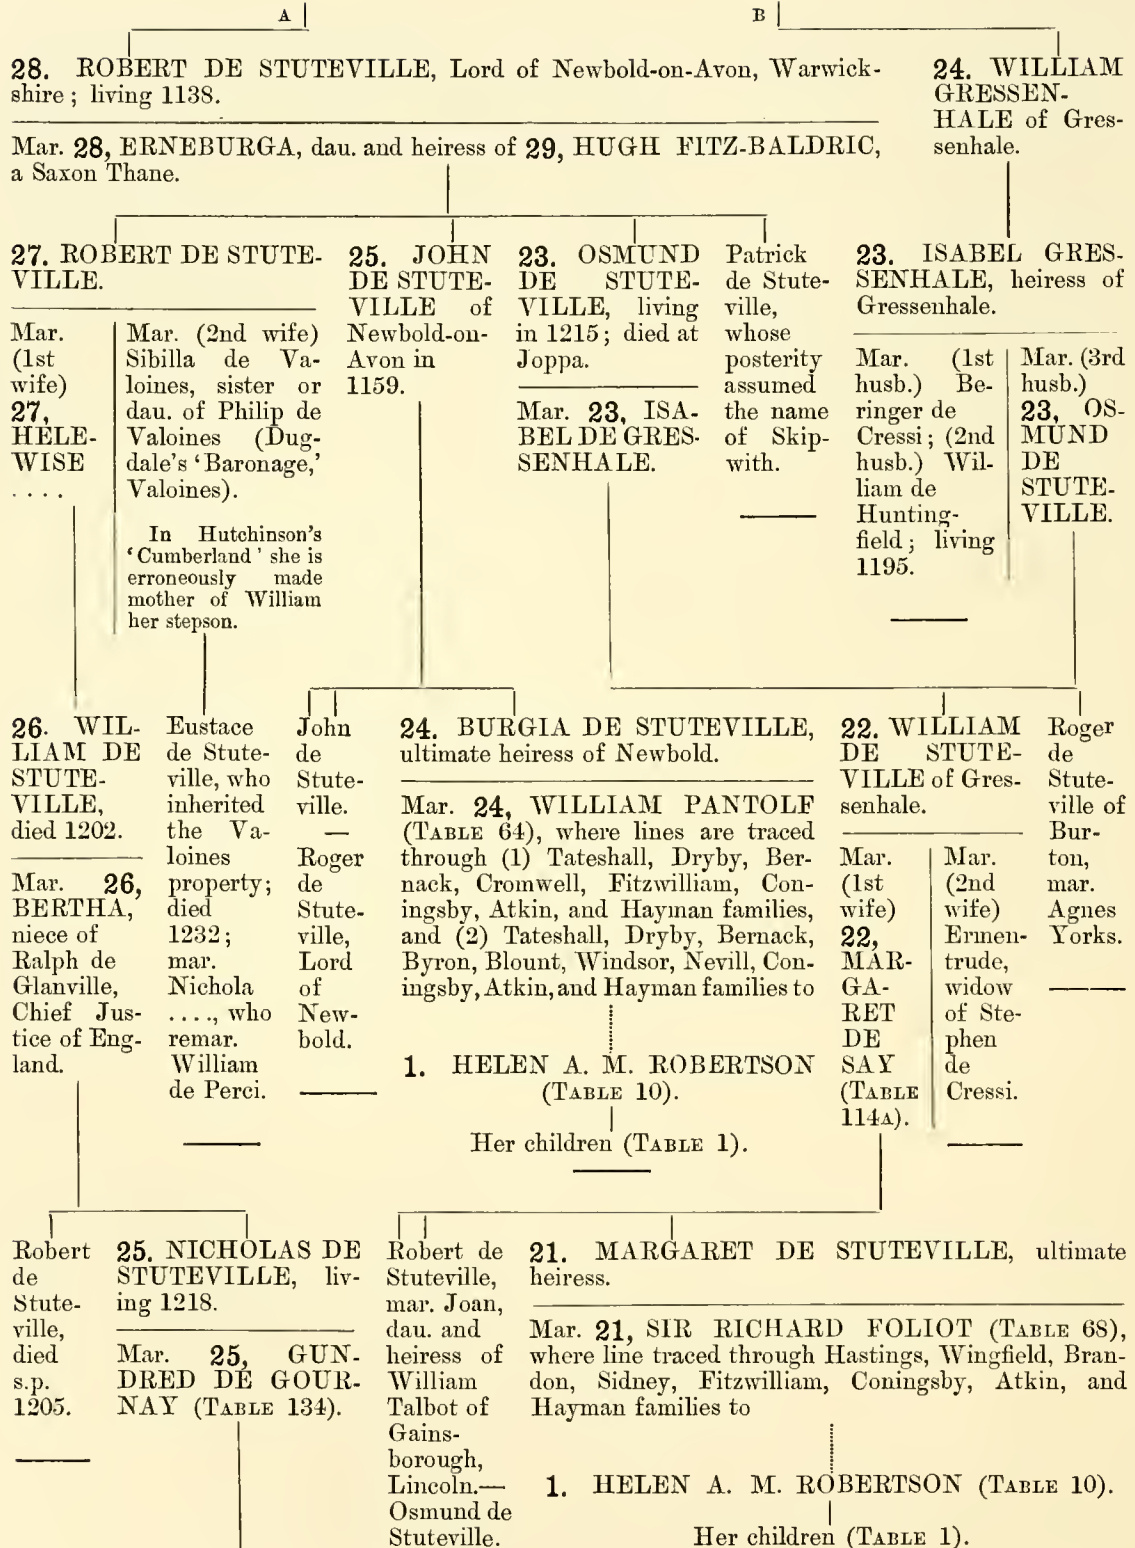 A
B
28. ROBERT DE STUTEVILLE, Lord of Newbold-on-Avon, Warwick-
shire; living 1138.
Mar. 28, ERNEBURGA, dau. and heiress of 29, HUGH FITZ-BALDRIC,
a Saxon Thane.
24. WILLIAM
GRESSEN-
HALE of Gres-
senhale.
27. ROBERT DE STUTE-
VILLE.
Mar.
(1st
wife)
27,
HELE-
WISE
. . . .
Mar. (2nd wife)
Sibilla de Va-
loines, sister or
dau. of Philip de
Valoines (Dug-
dale's 'Baronage,'
Valoines).
In Hutchinson's
'Cumberland' she is
erroneously made
mother of William
her stepson.
25. JOHN
DE STUTE-
VILLE of
Newbold-on-
Avon in
1159.
23. OSMUND
DE STUTE-
VILLE, living
in 1215; died at
Joppa.
Mar. 23, ISA-
BEL DE GRES-
SENHALE.
Patrick
de Stute-
ville,
whose
posterity
assumed
the name
of Skip-
with.
23. ISABEL GRES-
SENHALE, heiress of
Gressenhale.
Mar. (1st
husb.) Be-
ringer de
Cressi; (2nd
husb.) Wil-
liam de
Hunting-
field; living
1195.
Mar. (3rd
husb.)
23, OS-
MUND
DE
STUTE-
VILLE.
26. WIL-
LIAM DE
STUTE-
VILLE,
died 1202.
Mar. 26,
BERTHA,
niece of
Ralph de
Glanville,
Chief Jus-
tice of Eng-
land.
Eustace
de Stute-
ville, who
inherited
the Va-
loines
property;
died
1232;
mar.
Nichola
. . . ., who
remar.
William
de Perci.
John
de
Stute-
ville.
—
Roger
de
Stute-
ville,
Lord
of
New-
bold.
24. BURGIA DE STUTEVILLE,
ultimate heiress of Newbold.
Mar. 24, WILLIAM PANTOLF
(TABLE 64), where lines are traced
through (1) Tateshall, Dryby, Ber-
nack, Cromwell, Fitzwilliam, Con-
ingsby, Atkin, and Hayman families,
and (2) Tateshall, Dryby, Bernack,
Byron, Blount, Windsor, Nevill, Con-
ingsby, Atkin, and Hayman families to
1. HELEN A. M. ROBERTSON
(TABLE 10).
Her children (TABLE 1).
22. WILLIAM
DE STUTE-
VILLE of Gres-
senhale.
Mar.
(1st
wife)
22,
MAR-
GA-
RET
DE
SAY
(TABLE
114A).
Mar.
(2nd
wife)
Ermen-
trude,
widow
of Ste-
phen
de
Cressi.
Roger
de
Stute-
ville of
Bur-
ton,
mar.
Agnes
Yorks.
Robert
de
Stute-
ville,
died
s.p.
1205.
25. NICHOLAS DE
STUTEVILLE, liv-
ing 1218.
Mar. 25, GUN-
DRED DE GOUR-
NAY (TABLE 134).
Robert de
Stuteville,
mar. Joan,
dau. and
heiress of
William
Talbot of
Gains-
borough,
Lincoln.—
Osmund de
Stuteville.
21. MARGARET DE STUTEVILLE, ultimate
heiress.
Mar. 21, SIR RICHARD FOLIOT (TABLE 68),
where line traced through Hastings, Wingfield, Bran-
don, Sidney, Fitzwilliam, Coningsby, Atkin, and
Hayman families to
1. HELEN A. M. ROBERTSON (TABLE 10).
Her children (TABLE 1).